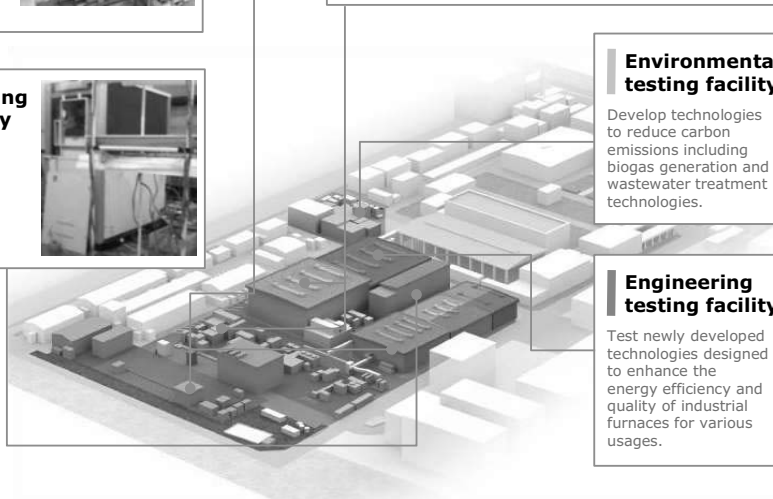 ng
y
Environmenta
testing facility
Develop technologies
to reduce carbon
emissions including
biogas generation and
wastewater treatment
technologies.
Engineering
testing facility
Test newly developed
technologies designed
to enhance the
energy efficiency and
quality of industrial
furnaces for various
usages.